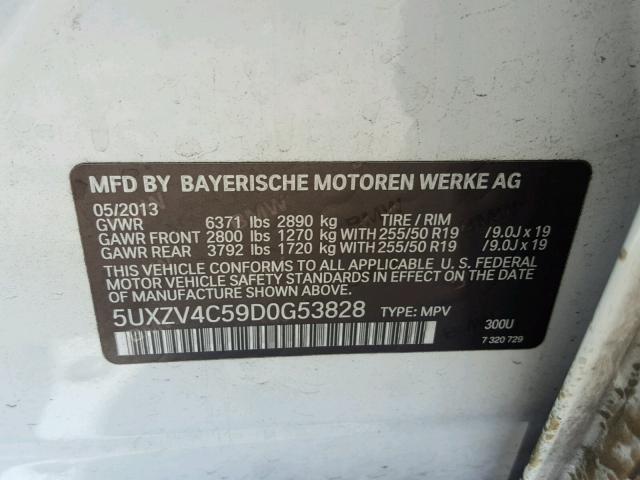 MFD BY BAYERISCHE MOTOREN WERKE AG
05/2013
GVWR 6371 lbs 2890 kg TIRE / RIM
GAWR FRONT 2800 lbs 1270 kg WITH 255/50 R19 /9.0J x 19
GAWR REAR 3792 lbs 1720 kg WITH 255/50 R19 /9.0J x 19
THIS VEHICLE CONFORMS TO ALL APPLICABLE U.S. FEDERAL
MOTOR VEHICLE SAFETY STANDARDS IN EFFECT ON THE DATE
OF MANUFACTURE SHOWN ABOVE.
5UXZV4C59D0G53828 TYPE: MPV
300U
7 320 729